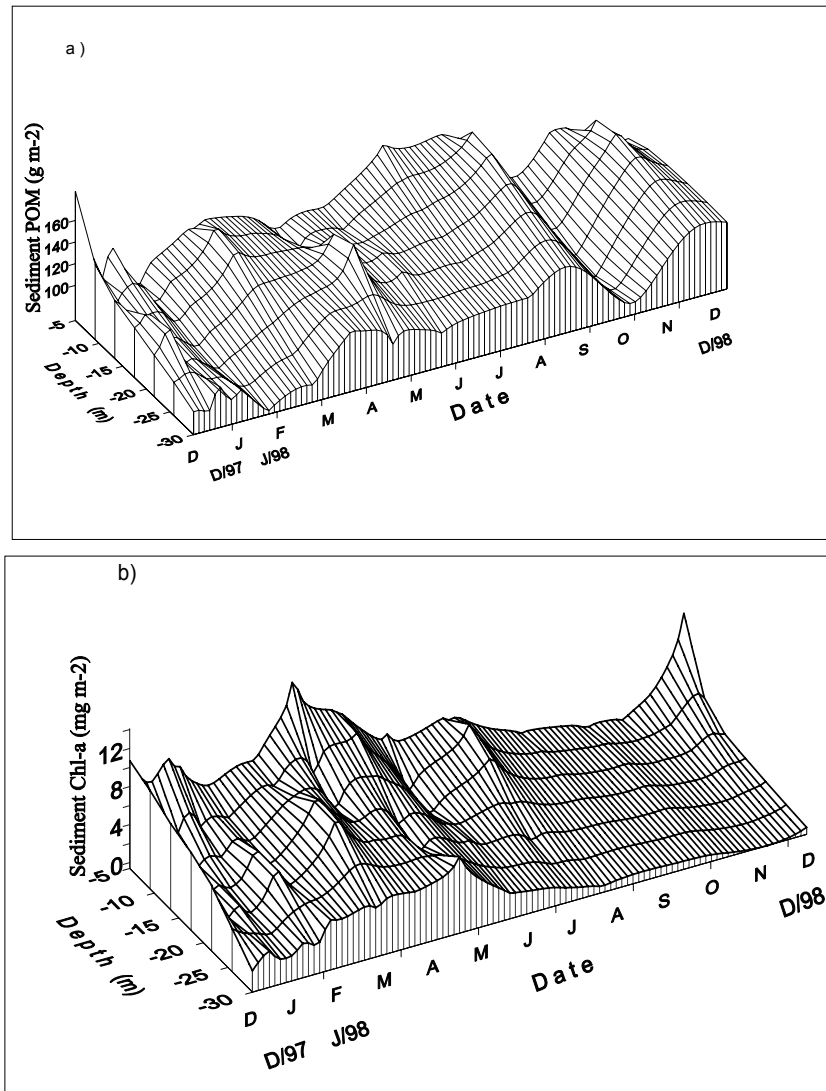 a )
Sediment POM (g m-2)
160
140
120
100
-5
-10
-15
-20
-25
-30
Depth (m)
D
J
F
M
A
M
J
J
A
S
O
N
D
D/97
J/98
Date
D/98
b)
Sediment Chl-a (mg m-2)
12
8
4
0
-5
-10
-15
-20
-25
-30
Depth (m)
D
J
F
M
A
M
J
J
A
S
O
N
D
D/97
J/98
Date
D/98